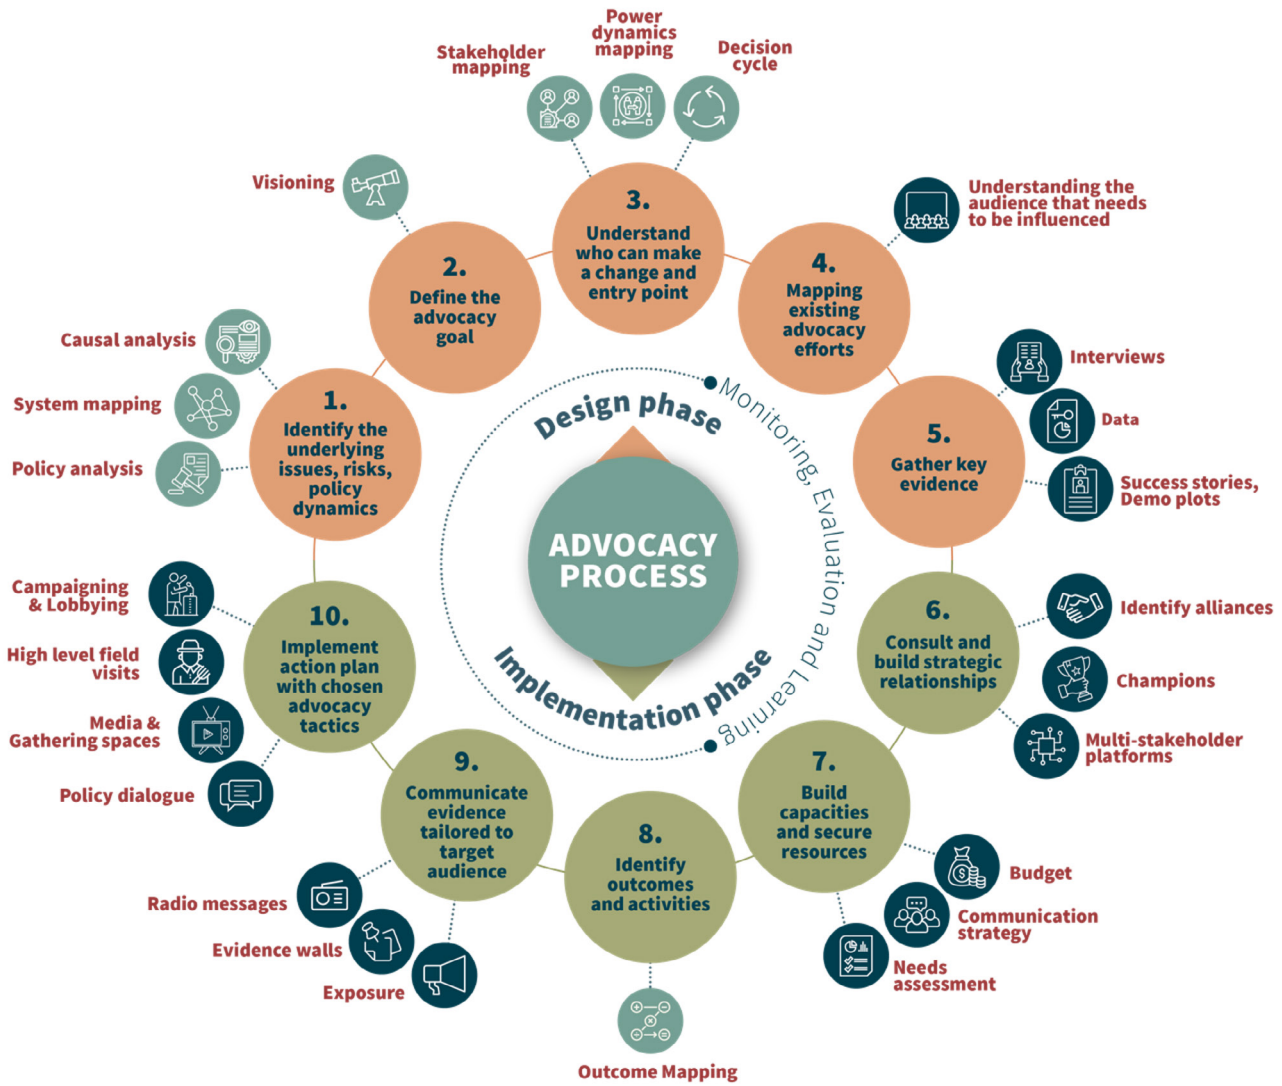 Power
dynamics
mapping
Stakeholder
mapping
Decision
cycle
Visioning
Understanding the
audience that needs
to be influenced
3.
Understand
who can make
a change and
entry point
2.
Define the
advocacy
goal
4.
Mapping
existing
advocacy
efforts
Causal analysis
System mapping
Policy analysis
1.
Identify the
underlying
issues, risks,
policy
dynamics
Interviews
Data
Success stories,
Demo plots
5.
Gather key
evidence
Design phase
Monitoring, Evaluation and Learning
ADVOCACY
PROCESS
Implementation phase
Campaigning
& Lobbying
High level field
visits
Media &
Gathering spaces
Policy dialogue
10.
Implement
action plan
with chosen
advocacy
tactics
6.
Consult and
build strategic
relationships
Identify alliances
Champions
Multi-stakeholder
platforms
9.
Communicate
evidence
tailored to
target
audience
8.
Identify
outcomes
and activities
7.
Build
capacities
and secure
resources
Radio messages
Evidence walls
Exposure
Budget
Communication
strategy
Needs
assessment
Outcome Mapping